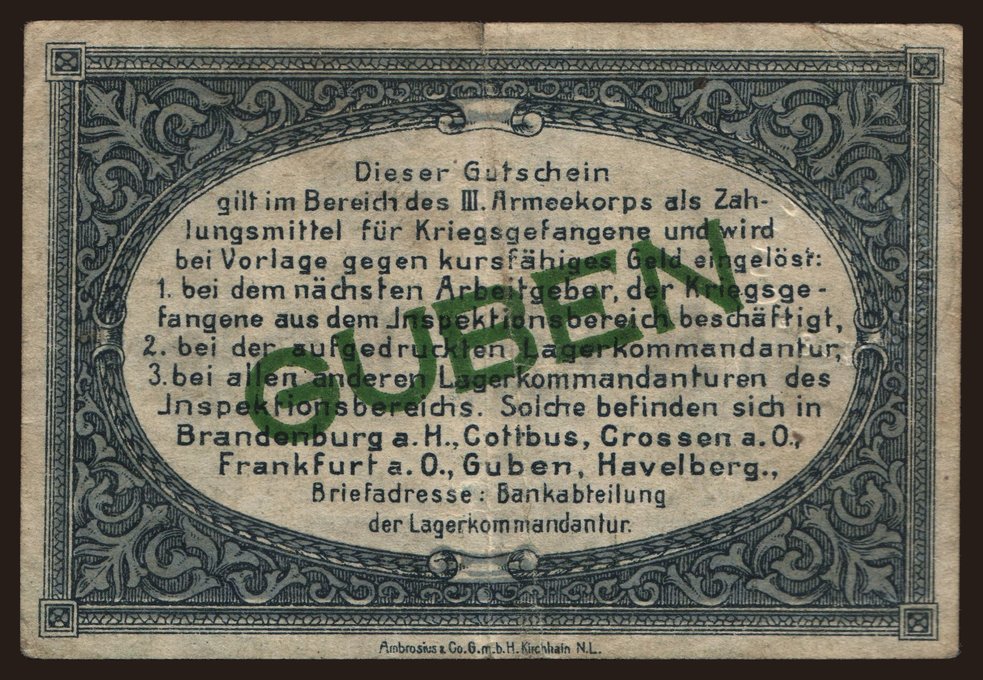 Dieser Gutschein
gilt im Bereich des III. Armeekorps als Zah-
lungsmittel für Kriegsgefangene und wird
bei Vorlage gegen kursfähiges Geld eingelöst:
1. bei dem nächsten Arbeitgeber, der Kriegsge-
fangene aus dem Jnspektionsbereich beschäftigt,
2. bei der aufgedruckten Lagerkommandantur,
3. bei allen anderen Lagerkommandanturen des
Jnspektionsbereichs. Solche befinden sich in
Brandenburg a. H., Cottbus, Crossen a. O.,
Frankfurt a. O., Guben, Havelberg.,
Briefadresse: Bankabteilung
der Lagerkommandantur.
GUBEN
Ambrosius & Co. G. m. b. H. Kirchhain N. L.